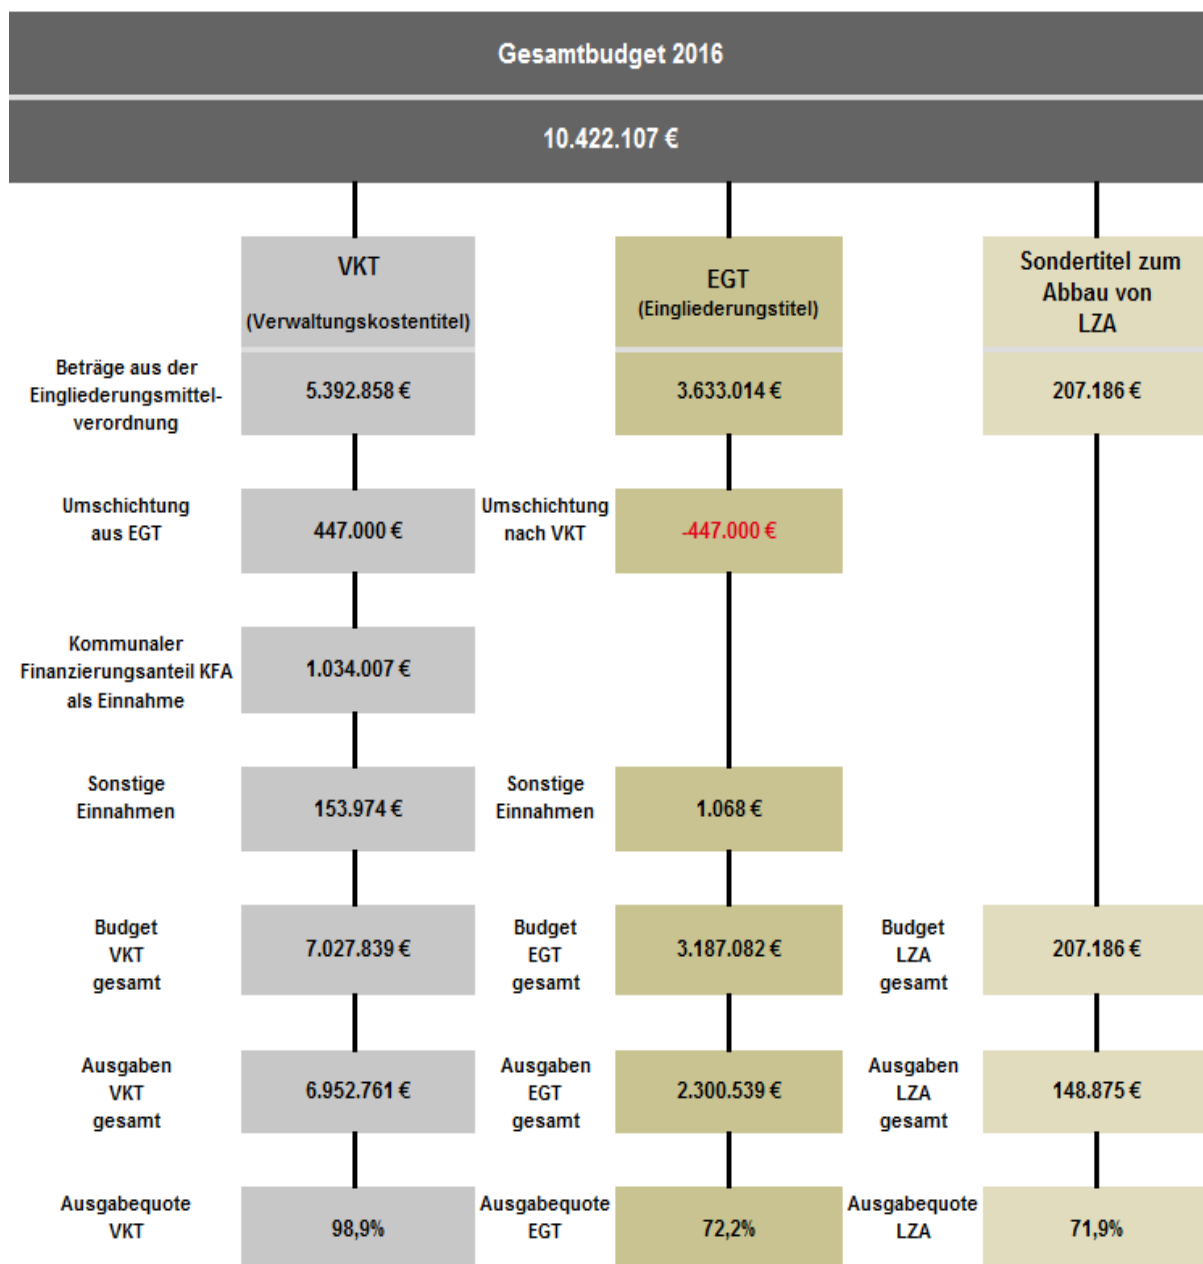 Gesamtbudget 2016
10.422.107 €
VKT
(Verwaltungskostentitel)
EGT
(Eingliederungstitel)
Sondertitel zum
Abbau von
LZA
Beträge aus der
Eingliederungsmittel-
verordnung
5.392.858 €
3.633.014 €
207.186 €
Umschichtung
aus EGT
447.000 €
Umschichtung
nach VKT
-447.000 €
Kommunaler
Finanzierungsanteil KFA
als Einnahme
1.034.007 €
Sonstige
Einnahmen
153.974 €
Sonstige
Einnahmen
1.068 €
Budget
VKT
gesamt
7.027.839 €
Budget
EGT
gesamt
3.187.082 €
Budget
LZA
gesamt
207.186 €
Ausgaben
VKT
gesamt
6.952.761 €
Ausgaben
EGT
gesamt
2.300.539 €
Ausgaben
LZA
gesamt
148.875 €
Ausgabequote
VKT
98,9%
Ausgabequote
EGT
72,2%
Ausgabequote
LZA
71,9%